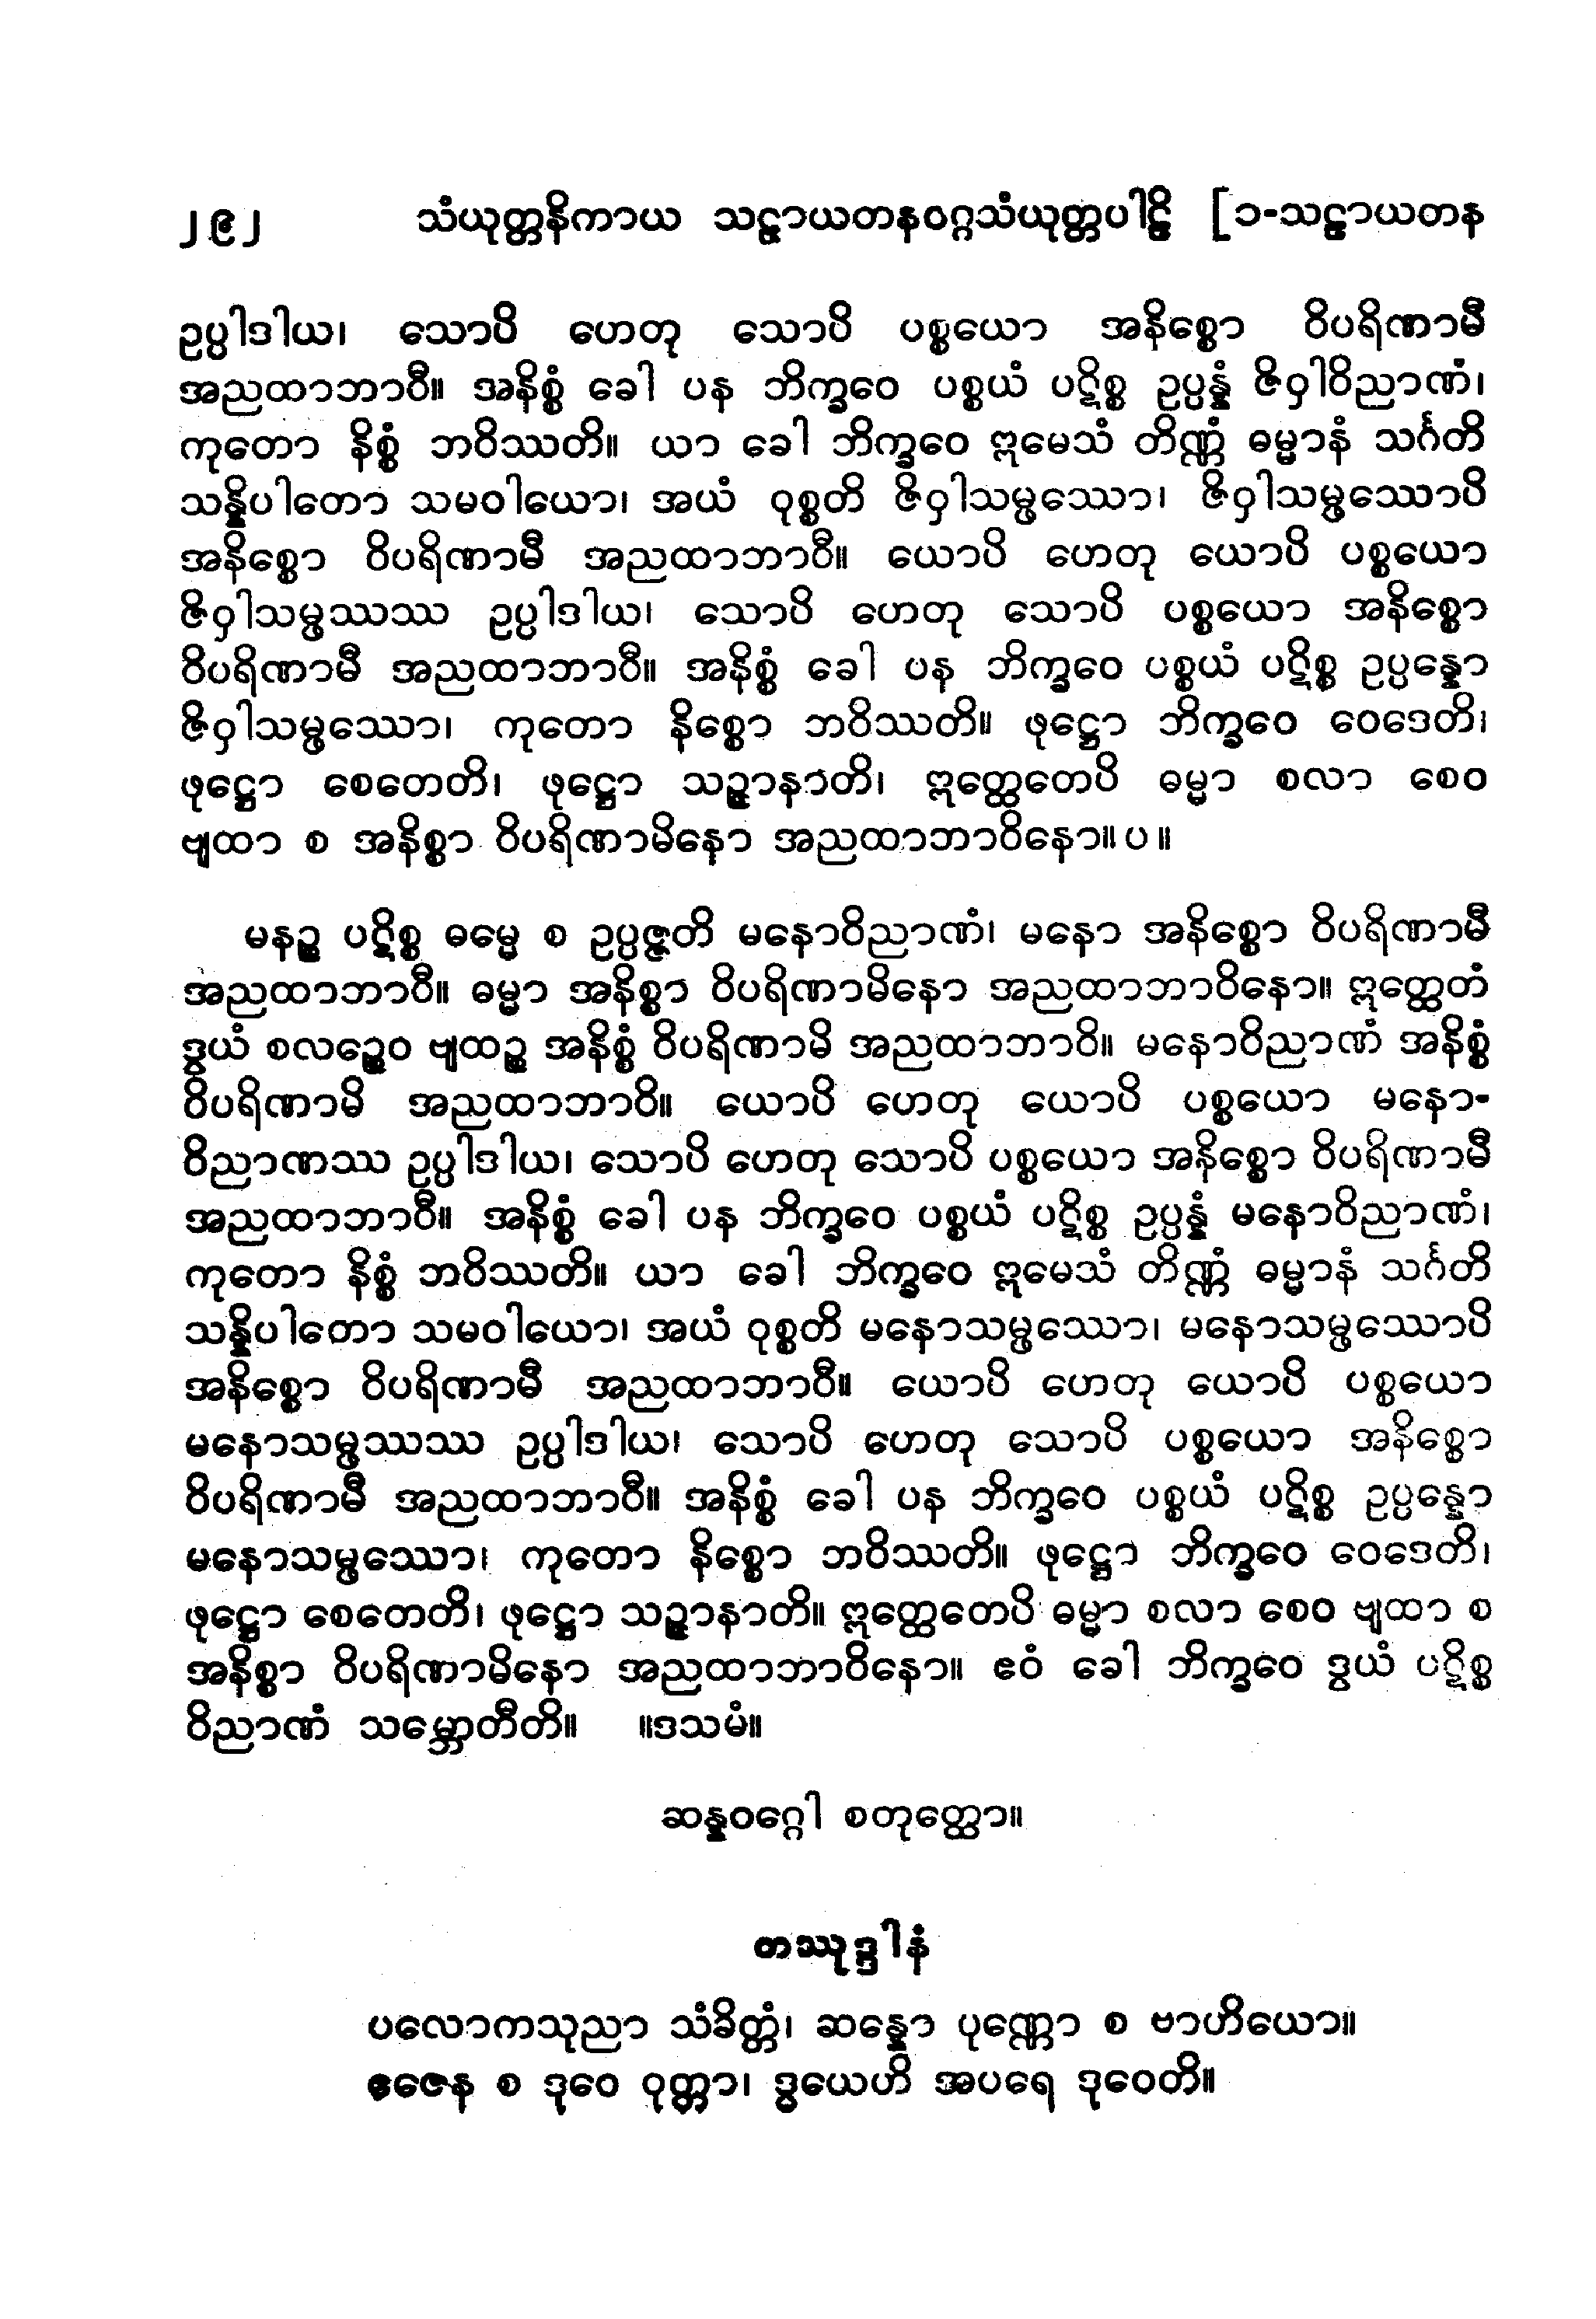 ၂၉၂ သံယုတ္တနိကာယ သဠာယတနဝဂ္ဂသံယုတ္တပါဠိ [၁-သဠာယတန
ဥပ္ပါဒါယ၊ သောပိ ဟေတု သောပိ ပစ္စယော အနိစ္စော ဝိပရိဏာမီ
အညထာဘာဝီ။ အနိစ္စံ ခေါ ပန ဘိက္ခဝေ ပစ္စယံ ပဋိစ္စ ဥပ္ပန္နံ ဇိဝှါဝိညာဏံ၊
ကုတော နိစ္စံ ဘဝိဿတိ။ ယာ ခေါ ဘိက္ခဝေ ဣမေသံ တိဏ္ဏံ ဓမ္မာနံ သင်္ဂတိ
သန္နိပါတော သမဝါယော၊ အယံ ဝုစ္စတိ ဇိဝှါသမ္ဖဿော၊ ဇိဝှါသမ္ဖဿောပိ
အနိစ္စော ဝိပရိဏာမီ အညထာဘာဝီ။ ယောပိ ဟေတု ယောပိ ပစ္စယော
ဇိဝှါသမ္ဖဿဿ ဥပ္ပါဒါယ၊ သောပိ ဟေတု သောပိ ပစ္စယော အနိစ္စော
ဝိပရိဏာမီ အညထာဘာဝီ။ အနိစ္စံ ခေါ ပန ဘိက္ခဝေ ပစ္စယံ ပဋိစ္စ ဥပ္ပန္နော
ဇိဝှါသမ္ဖဿော၊ ကုတော နိစ္စော ဘဝိဿတိ။ ဖုဋ္ဌော ဘိက္ခဝေ ဝေဒေတိ၊
ဖုဋ္ဌော စေတေတိ၊ ဖုဋ္ဌော သဉ္ဇာနာတိ၊ ဣတ္ထေတေပိ ဓမ္မာ စလာ စေဝ
ဗျထာ စ အနိစ္စာ ဝိပရိဏာမိနော အညထာဘာဝိနော။ပ။
မနဉ္စ ပဋိစ္စ ဓမ္မေ စ ဥပ္ပဇ္ဇတိ မနောဝိညာဏံ၊ မနော အနိစ္စော ဝိပရိဏာမီ
အညထာဘာဝီ။ ဓမ္မာ အနိစ္စာ ဝိပရိဏာမိနော အညထာဘာဝိနော။ ဣတ္ထေတံ
ဒွယံ စလဉ္စေဝ ဗျထဉ္စ အနိစ္စံ ဝိပရိဏာမိ အညထာဘာဝိ။ မနောဝိညာဏံ အနိစ္စံ
ဝိပရိဏာမိ အညထာဘာဝိ။ ယောပိ ဟေတု ယောပိ ပစ္စယော မနော-
ဝိညာဏဿ ဥပ္ပါဒါယ၊ သောပိ ဟေတု သောပိ ပစ္စယော အနိစ္စော ဝိပရိဏာမီ
အညထာဘာဝီ။ အနိစ္စံ ခေါ ပန ဘိက္ခဝေ ပစ္စယံ ပဋိစ္စ ဥပ္ပန္နံ မနောဝိညာဏံ၊
ကုတော နိစ္စံ ဘဝိဿတိ။ ယာ ခေါ ဘိက္ခဝေ ဣမေသံ တိဏ္ဏံ ဓမ္မာနံ သင်္ဂတိ
သန္နိပါတော သမဝါယော၊ အယံ ဝုစ္စတိ မနောသမ္ဖဿော၊ မနောသမ္ဖဿောပိ
အနိစ္စော ဝိပရိဏာမီ အညထာဘာဝီ။ ယောပိ ဟေတု ယောပိ ပစ္စယော
မနောသမ္ဖဿဿ ဥပ္ပါဒါယ၊ သောပိ ဟေတု သောပိ ပစ္စယော အနိစ္စော
ဝိပရိဏာမီ အညထာဘာဝီ။ အနိစ္စံ ခေါ ပန ဘိက္ခဝေ ပစ္စယံ ပဋိစ္စ ဥပ္ပန္နော
မနောသမ္ဖဿော၊ ကုတော နိစ္စော ဘဝိဿတိ။ ဖုဋ္ဌော ဘိက္ခဝေ ဝေဒေတိ၊
ဖုဋ္ဌော စေတေတိ၊ ဖုဋ္ဌော သဉ္ဇာနာတိ။ ဣတ္ထေတေပိ ဓမ္မာ စလာ စေဝ ဗျထာ စ
အနိစ္စာ ဝိပရိဏာမိနော အညထာဘာဝိနော။ ဧဝံ ခေါ ဘိက္ခဝေ ဒွယံ ပဋိစ္စ
ဝိညာဏံ သမ္ဘောတီတိ။ ။ဒသမံ။
ဆန္နဝဂ္ဂေါ စတုတ္ထော။
တဿုဒ္ဒါနံ
ပလောကသုညာ သံခိတ္တံ၊ ဆန္နော ပုဏ္ဏော စ ဗာဟိယော။
ဧဇေန စ ဒုဝေ ဝုတ္တာ၊ ဒွယေဟိ အပရေ ဒုဝေတိ။